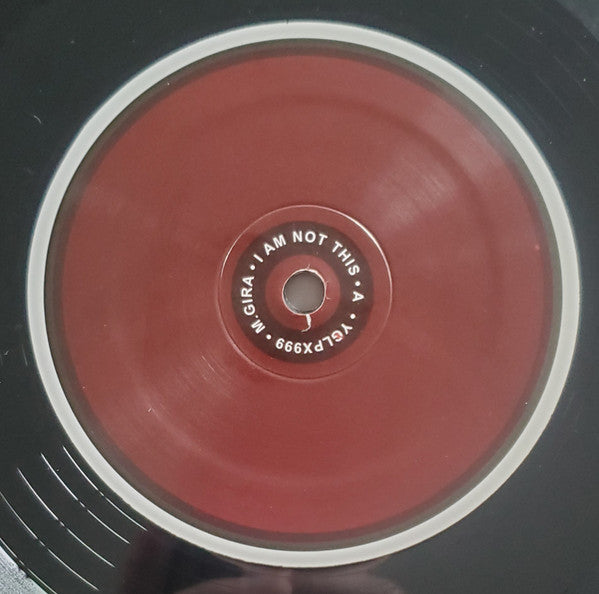 M.GIRA • I AM NOT THIS • A • YGLPX999 •